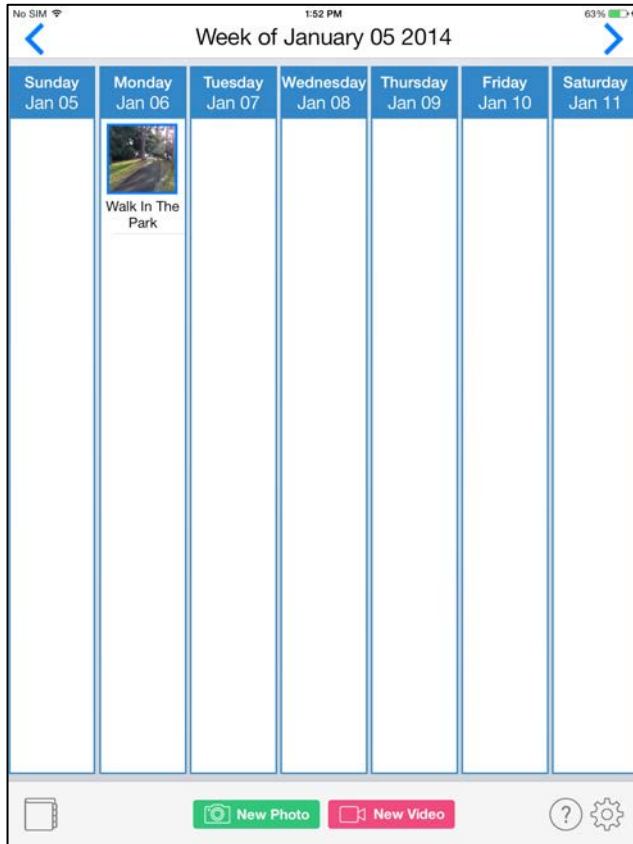 No SIM 1:52 PM 63%
Week of January 05 2014
Sunday Monday Tuesday Wednesday Thursday Friday Saturday
Jan 05 Jan 06 Jan 07 Jan 08 Jan 09 Jan 10 Jan 11
Walk In The
Park
New Photo New Video ?